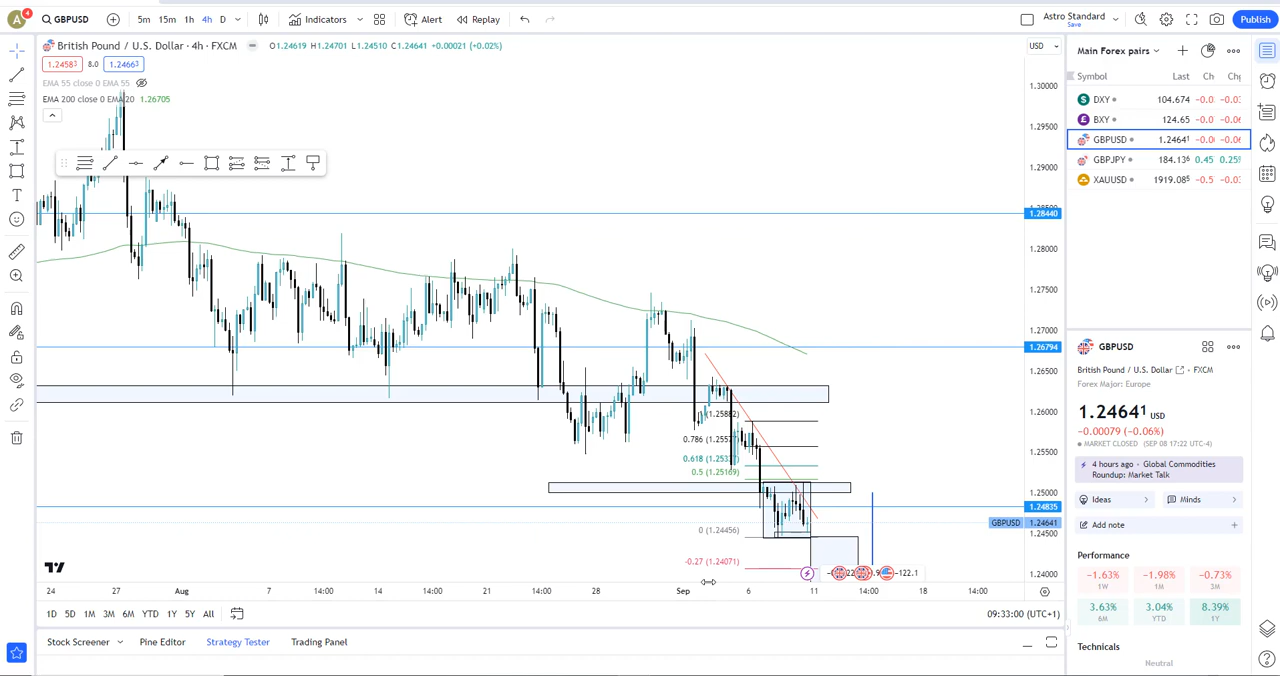 A 4 GBPUSD 5m 15m 1h 4h D Indicators Alert Replay Astro Standard Save Publish
British Pound / U.S. Dollar · 4h · FXCM O1.24619 H1.24701 L1.24510 C1.24641 +0.00021 (+0.02%) USD
1.2458 8.0 1.2466
EMA 55 close 0 EMA 55
EMA 200 close 0 EMA 20 1.26705
1.30000
1.29500
1.29000
1.28440
1.28000
1.27500
1.27000
1.26794
1.26500
1.26000
1.25500
1.25000
1.24835
GBPUSD 1.24641
1.24500
1.24000
0.786
0.618
0.5 (1.25169)
0 (1.24456)
-0.27 (1.24071)
-122.1
24 Aug 7 14:00 14 14:00 21 14:00 28 Sep 6 11 14:00 18 14:00
1D 5D 1M 3M 6M YTD 1Y 5Y All 09:33:00 (UTC+1)
Stock Screener Pine Editor Strategy Tester Trading Panel
Main Forex pairs
Symbol Last Ch Chg
DXY 104.674
BXY 124.65
GBPUSD 1.2464¹
GBPJPY 184.13⁶ 0.45 0.25
XAUUSD 1919.08⁵
GBPUSD
British Pound / U.S. Dollar · FXCM
Forex Major: Europe
1.2464¹ USD
−0.00079 (−0.06%)
MARKET CLOSED (SEP 08 17:22 UTC-4)
4 hours ago · Global Commodities
Roundup: Market Talk
Ideas Minds
Add note
Performance
−1.63% −1.98% −0.73%
1W 1M 3M
3.63% 3.04% 8.39%
6M YTD 1Y
Technicals
Neutral